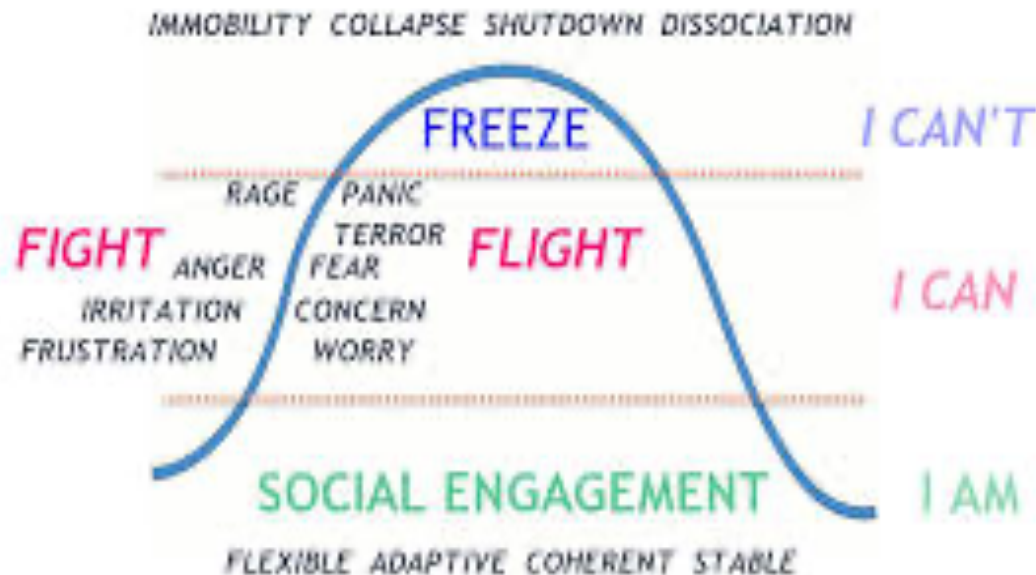 IMMOBILITY COLLAPSE SHUTDOWN DISSOCIATION
FREEZE
I CAN'T
RAGE PANIC
TERROR
FIGHT
FLIGHT
ANGER FEAR
I CAN
IRRITATION CONCERN
FRUSTRATION WORRY
SOCIAL ENGAGEMENT
I AM
FLEXIBLE ADAPTIVE COHERENT STABLE